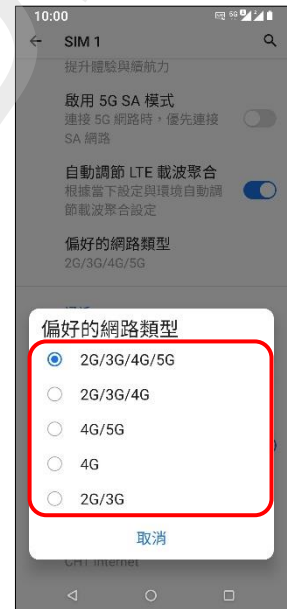 10:00
5G
SIM 1
提升體驗與續航力
啟用 5G SA 模式
連接 5G 網路時，優先連接
SA 網路
自動調節 LTE 載波聚合
根據當下設定與環境自動調
節載波聚合設定
偏好的網路類型
2G/3G/4G/5G
偏好的網路類型
2G/3G/4G/5G
2G/3G/4G
4G/5G
4G
2G/3G
取消
CHT Internet